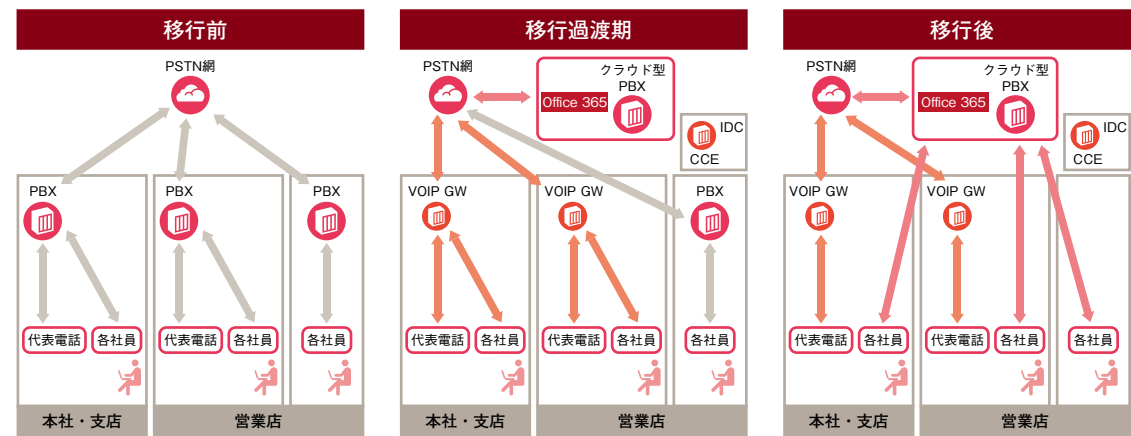 移行前
PSTN網
PBX
PBX
PBX
代表電話
各社員
代表電話
各社員
各社員
本社・支店
営業店
移行過渡期
PSTN網
クラウド型
PBX
Office 365
IDC
CCE
VOIP GW
VOIP GW
PBX
代表電話
各社員
代表電話
各社員
各社員
本社・支店
営業店
移行後
PSTN網
クラウド型
PBX
Office 365
IDC
CCE
VOIP GW
VOIP GW
代表電話
各社員
代表電話
各社員
各社員
本社・支店
営業店